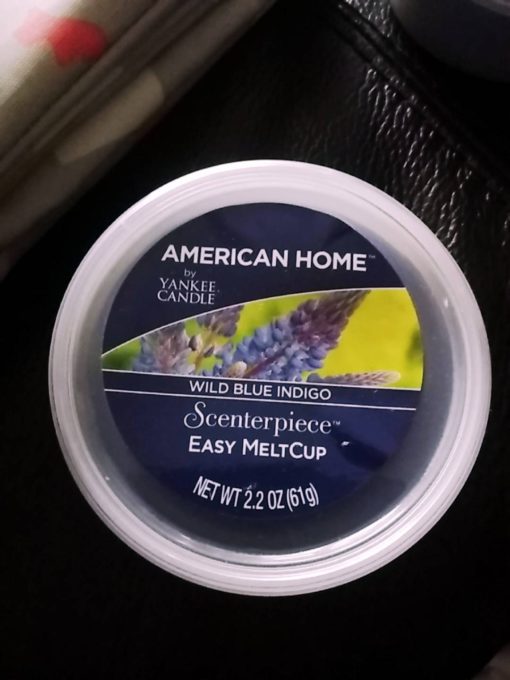 AMERICAN HOME™
by
YANKEE
CANDLE®
WILD BLUE INDIGO
Scenterpiece™
EASY MELTCUP
NET WT 2.2 OZ (61g)